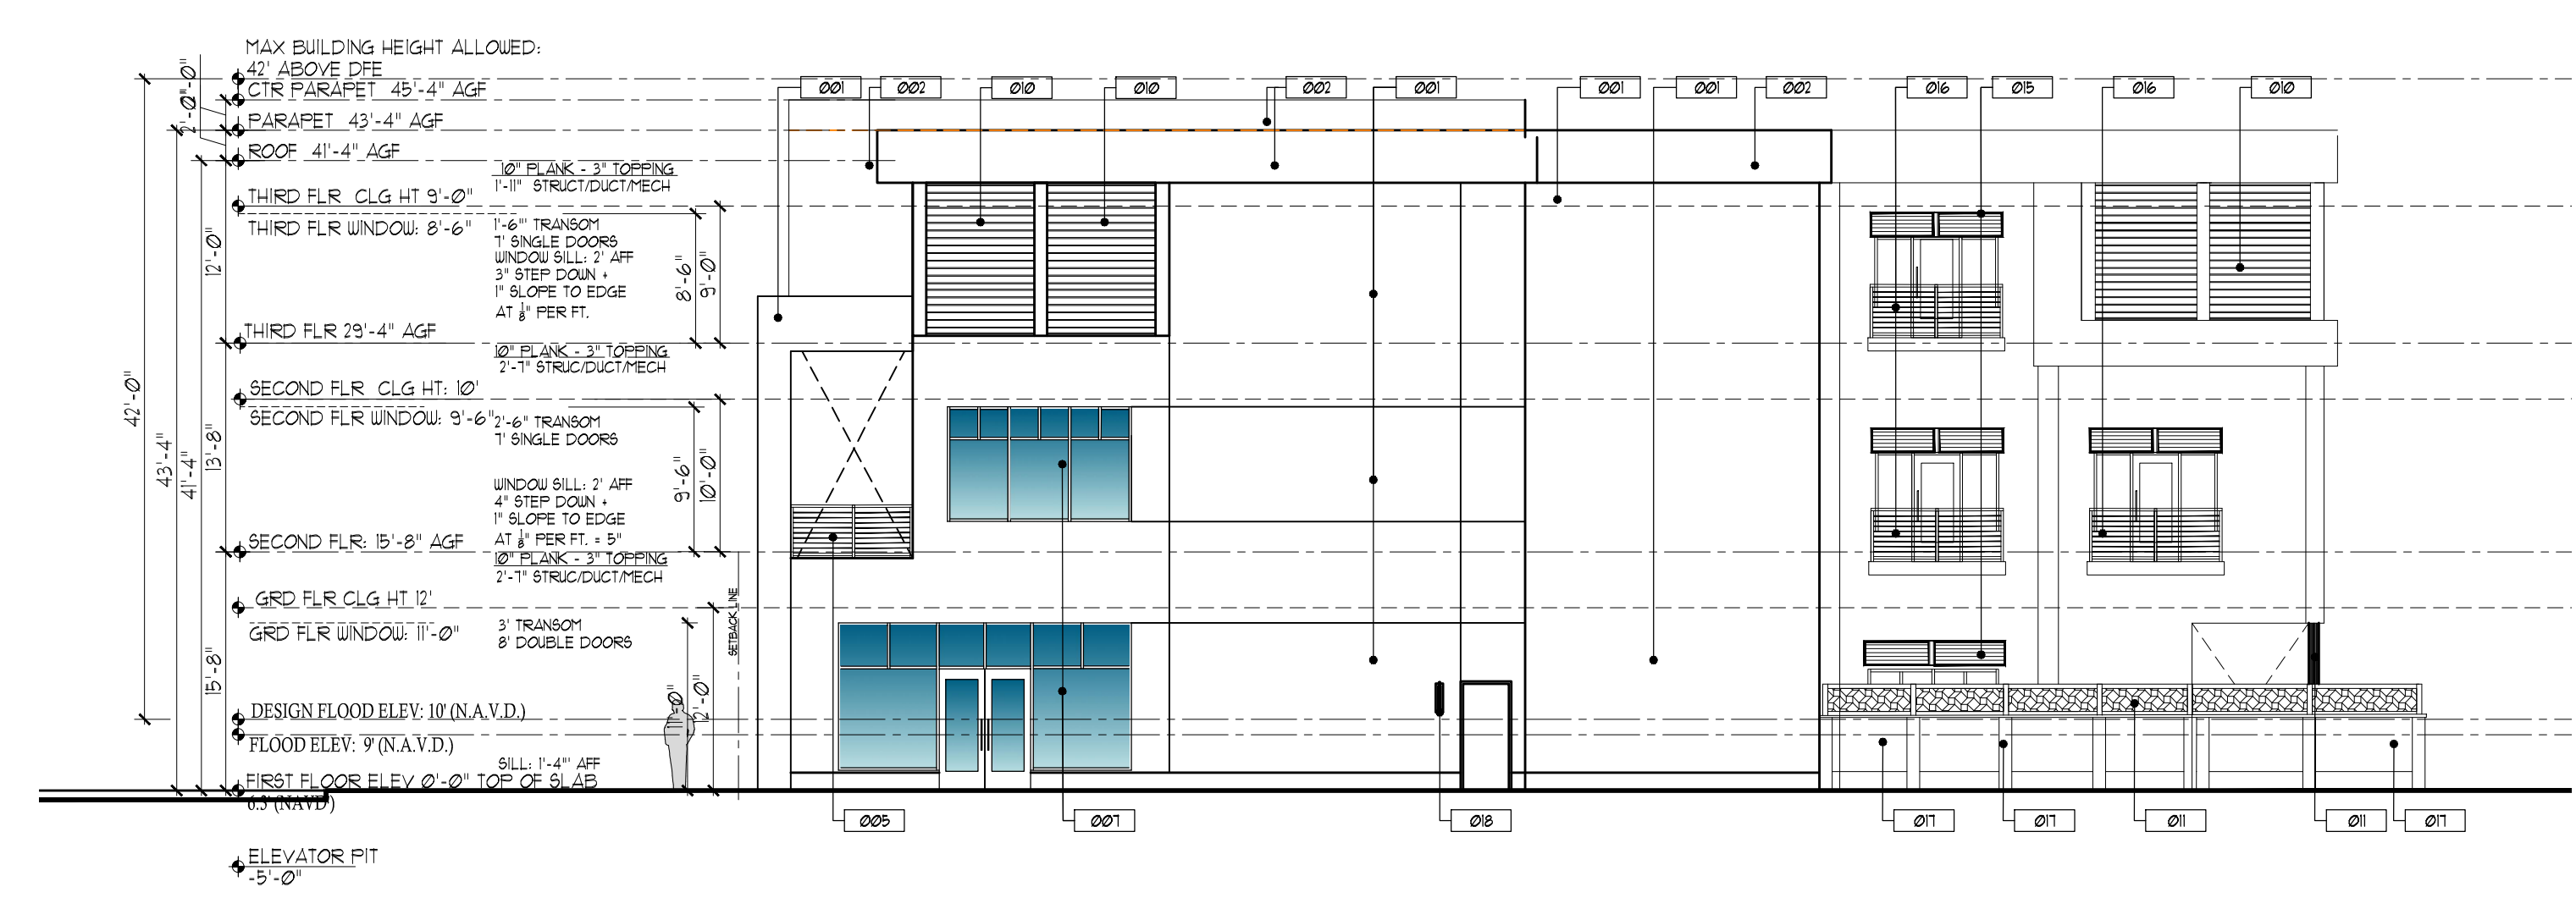 MAX BUILDING HEIGHT ALLOWED:
42' ABOVE DFE
CTR PARAPET 45'-4" AGF
PARAPET 43'-4" AGF
ROOF 41'-4" AGF
10" PLANK - 3" TOPPING
1'-11" STRUCT/DUCT/MECH
THIRD FLR CLG HT 9'-0"
THIRD FLR WINDOW: 8'-6"
1'-6"' TRANSOM
7' SINGLE DOORS
WINDOW SILL: 2' AFF
3" STEP DOWN +
1" SLOPE TO EDGE
AT ⅛" PER FT.
THIRD FLR 29'-4" AGF
10" PLANK - 3" TOPPING
2'-7" STRUC/DUCT/MECH
SECOND FLR CLG HT: 10'
SECOND FLR WINDOW: 9'-6"
2'-6" TRANSOM
7' SINGLE DOORS
WINDOW SILL: 2' AFF
4" STEP DOWN +
1" SLOPE TO EDGE
AT ⅛" PER FT. = 5"
SECOND FLR: 15'-8" AGF
10" PLANK - 3" TOPPING
2'-7" STRUC/DUCT/MECH
GRD FLR CLG HT 12'
GRD FLR WINDOW: 11'-0"
3' TRANSOM
8' DOUBLE DOORS
DESIGN FLOOD ELEV: 10' (N.A.V.D.)
FLOOD ELEV: 9' (N.A.V.D.)
SILL: 1'-4"' AFF
FIRST FLOOR ELEV 0'-0" TOP OF SLAB
6.3' (NAVD)
ELEVATOR PIT
-5'-0"
2'-0"
42'-0"
43'-4"
41'-4"
12'-0"
13'-8"
15'-8"
8'-6"
9'-0"
9'-6"
10'-0"
12'-0"
SETBACK LINE
001
002
010
010
002
001
001
001
002
016
015
016
010
005
007
018
017
017
011
011
017